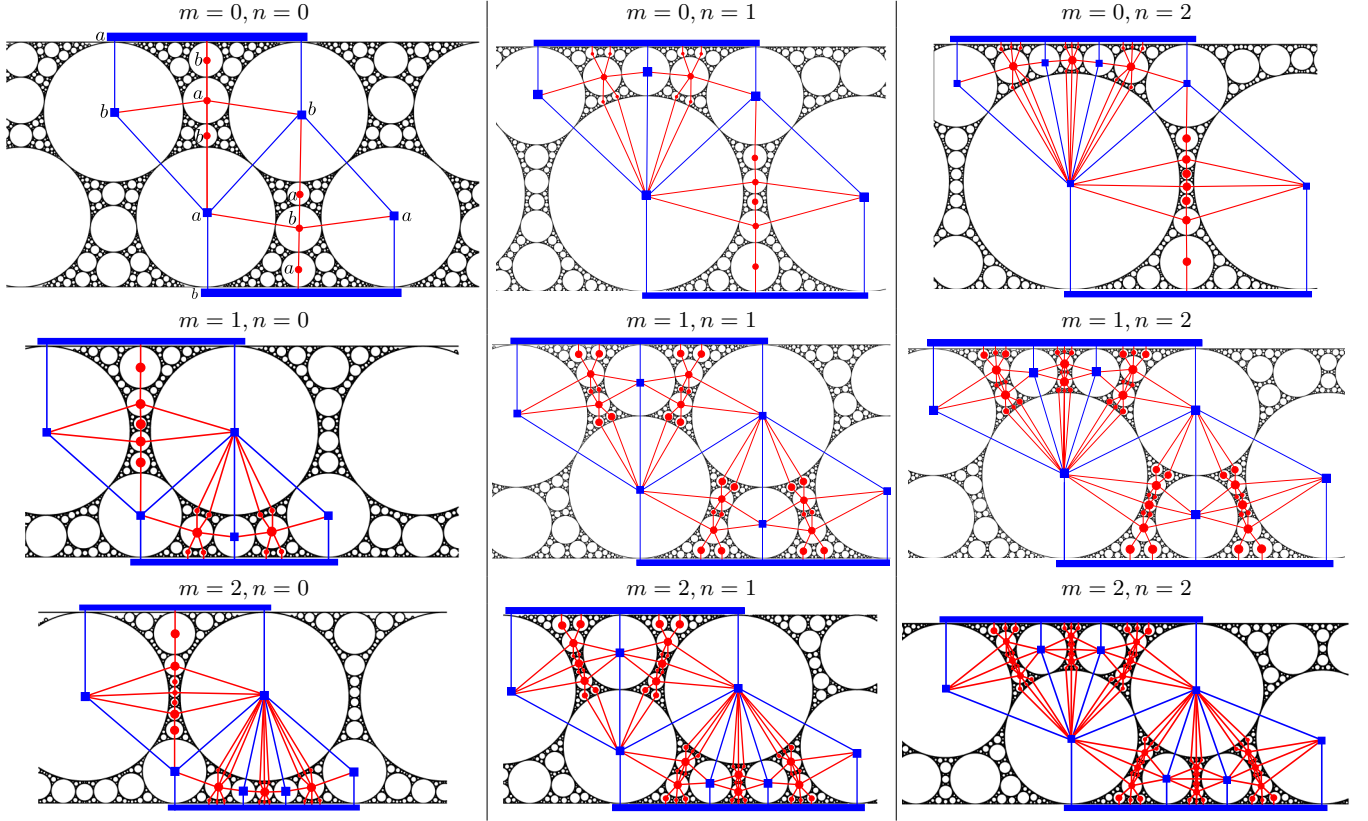 m = 0, n = 0
m = 0, n = 1
m = 0, n = 2
a
b
a
b
b
b
a
a
b
a
a
b
m = 1, n = 0
m = 1, n = 1
m = 1, n = 2
m = 2, n = 0
m = 2, n = 1
m = 2, n = 2